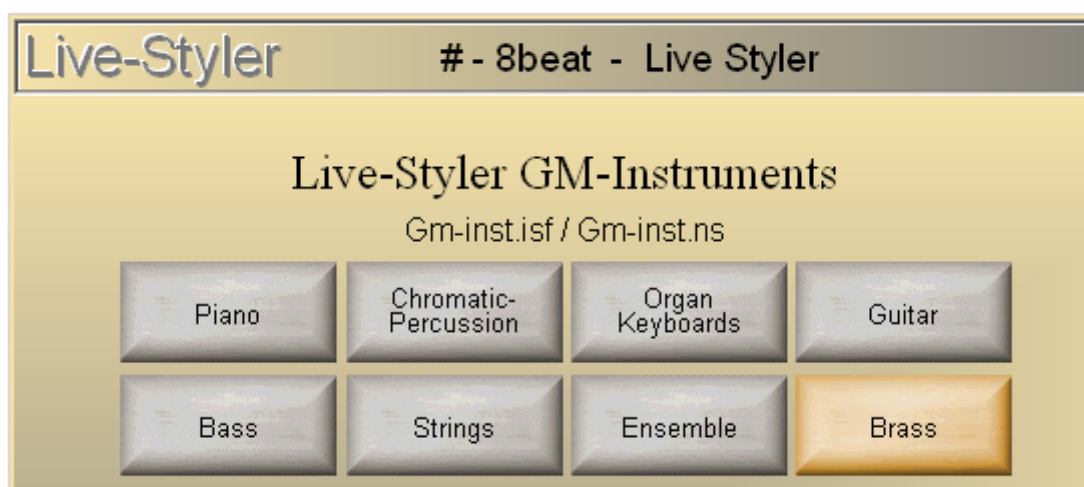 Live-Styler # - 8beat - Live Styler
Live-Styler GM-Instruments
Gm-inst.isf / Gm-inst.ns
Piano
Chromatic-
Percussion
Organ
Keyboards
Guitar
Bass
Strings
Ensemble
Brass